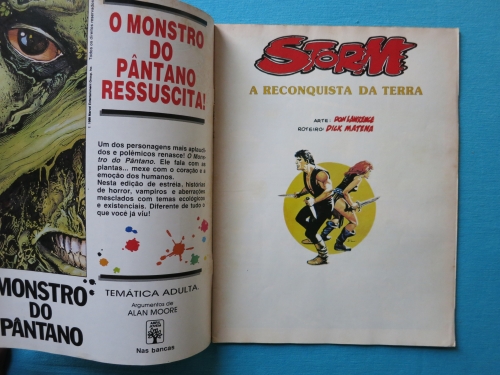 O MONSTRO
DO
PÂNTANO
RESSUSCITA!
Um dos personagens mais aplaudi-
dos e polêmicos renasce! O Mons-
tro do Pântano. Ele fala com as
plantas... mexe com o coração e a
emoção dos humanos.
Nesta edição de estréia, histórias
de horror, vampiros e aberrações
mesclados com temas ecológicos
e existenciais. Diferente de tudo o
que você já viu!
TEMÁTICA ADULTA.
Argumentos de
ALAN MOORE
Nas bancas
MONSTRO
DO
PANTANO
STORM
A RECONQUISTA DA TERRA
ARTE: DON LAWRENCE
ROTEIRO: DICK MATENA